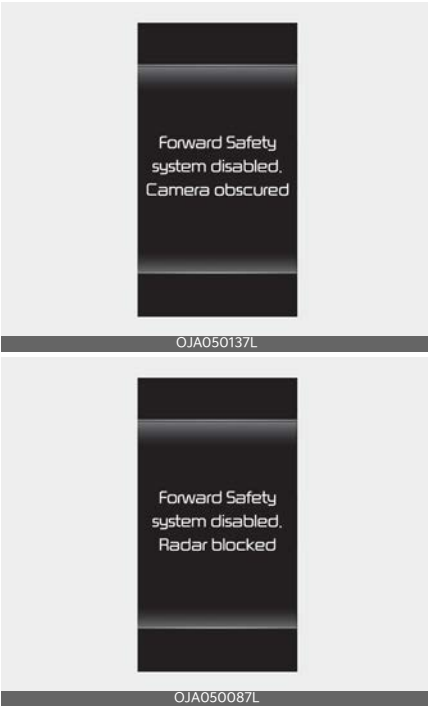 Forward Safety
system disabled.
Camera obscured
OJA050137L
Forward Safety
system disabled.
Radar blocked
OJA050087L